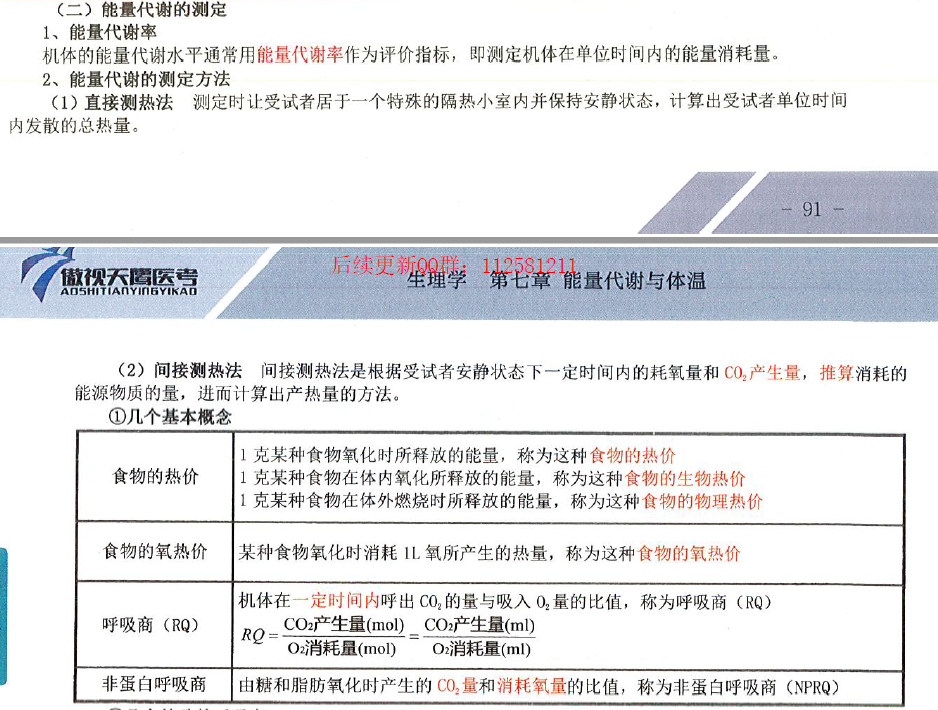 （二）能量代谢的测定
1、能量代谢率
机体的能量代谢水平通常用能量代谢率作为评价指标，即测定机体在单位时间内的能量消耗量。
2、能量代谢的测定方法
（1）直接测热法 测定时让受试者居于一个特殊的隔热小室内并保持安静状态，计算出受试者单位时间
内发散的总热量。
- 91 -
傲视天鹰医考
AOSHITIANYINGYIKAO
后续更新QQ群：112581211
生理学 第七章 能量代谢与体温
（2）间接测热法 间接测热法是根据受试者安静状态下一定时间内的耗氧量和 CO₂产生量，推算消耗的
能源物质的量，进而计算出产热量的方法。
①几个基本概念
食物的热价
1 克某种食物氧化时所释放的能量，称为这种食物的热价
1 克某种食物在体内氧化所释放的能量，称为这种食物的生物热价
1 克某种食物在体外燃烧时所释放的能量，称为这种食物的物理热价
食物的氧热价
某种食物氧化时消耗 1L 氧所产生的热量，称为这种食物的氧热价
呼吸商（RQ）
机体在一定时间内呼出 CO₂的量与吸入 O₂量的比值，称为呼吸商（RQ）
RQ = CO₂产生量(mol) / O₂消耗量(mol) = CO₂产生量(ml) / O₂消耗量(ml)
非蛋白呼吸商
由糖和脂肪氧化时产生的 CO₂量和消耗氧量的比值，称为非蛋白呼吸商（NPRQ）